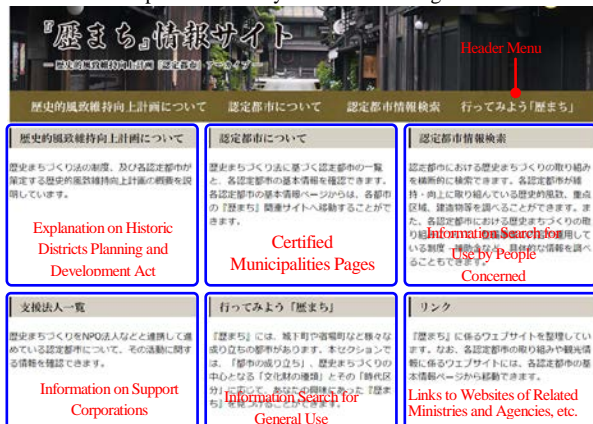 『歴まち』情報サイト
― 歴史的風致維持向上計画『認定都市』アーカイブ ―
Header Menu
歴史的風致維持向上計画について 認定都市について 認定都市情報検索 行ってみよう「歴まち」
歴史的風致維持向上計画について
歴史まちづくり法の制度、及び各認定都市が
策定する歴史的風致維持向上計画の概要を説
明しています。
Explanation on Historic
Districts Planning and
Development Act
認定都市について
歴史まちづくり法に基づく認定都市の一覧
と、各認定都市の基本情報を確認できます。
各認定都市の基本情報ページからは、各都市
の『歴まち』関連サイトへ移動することがで
きます。
Certified
Municipalities Pages
認定都市情報検索
認定都市における歴史まちづくりの取り組み
を横断的に検索できます。各認定都市が維
持・向上に取り組んでいる歴史的風致、重点
区域、建造物等を調べることができます。ま
た、各認定都市における歴史まちづくりの取
り組み
用して
いる制度
具体的な情報を調べ
ることもできます。
Information Search for
Use by People
Concerned
支援法人一覧
歴史まちづくりをNPO法人などと連携して進
めている認定都市について、その活動に関す
る情報を確認できます。
Information on Support
Corporations
行ってみよう「歴まち」
『歴まち』には、城下町や宿場町など様々な
成り立ちの都市があります。本セクションで
は、「都市の成り立ち」、歴史まちづくりの
中心となる「文化財の種類」とその「時代区
分」に応じて、あなたの興味にあった『歴ま
ち』を見つけることができます。
Information Search for
General Use
リンク
『歴まち』に係るウェブサイトを整理してい
ます。なお、各認定都市の取り組みや観光情
報に係るウェブサイトには、各認定都市の基
本情報ページから移動できます。
Links to Websites of Related
Ministries and Agencies, etc.